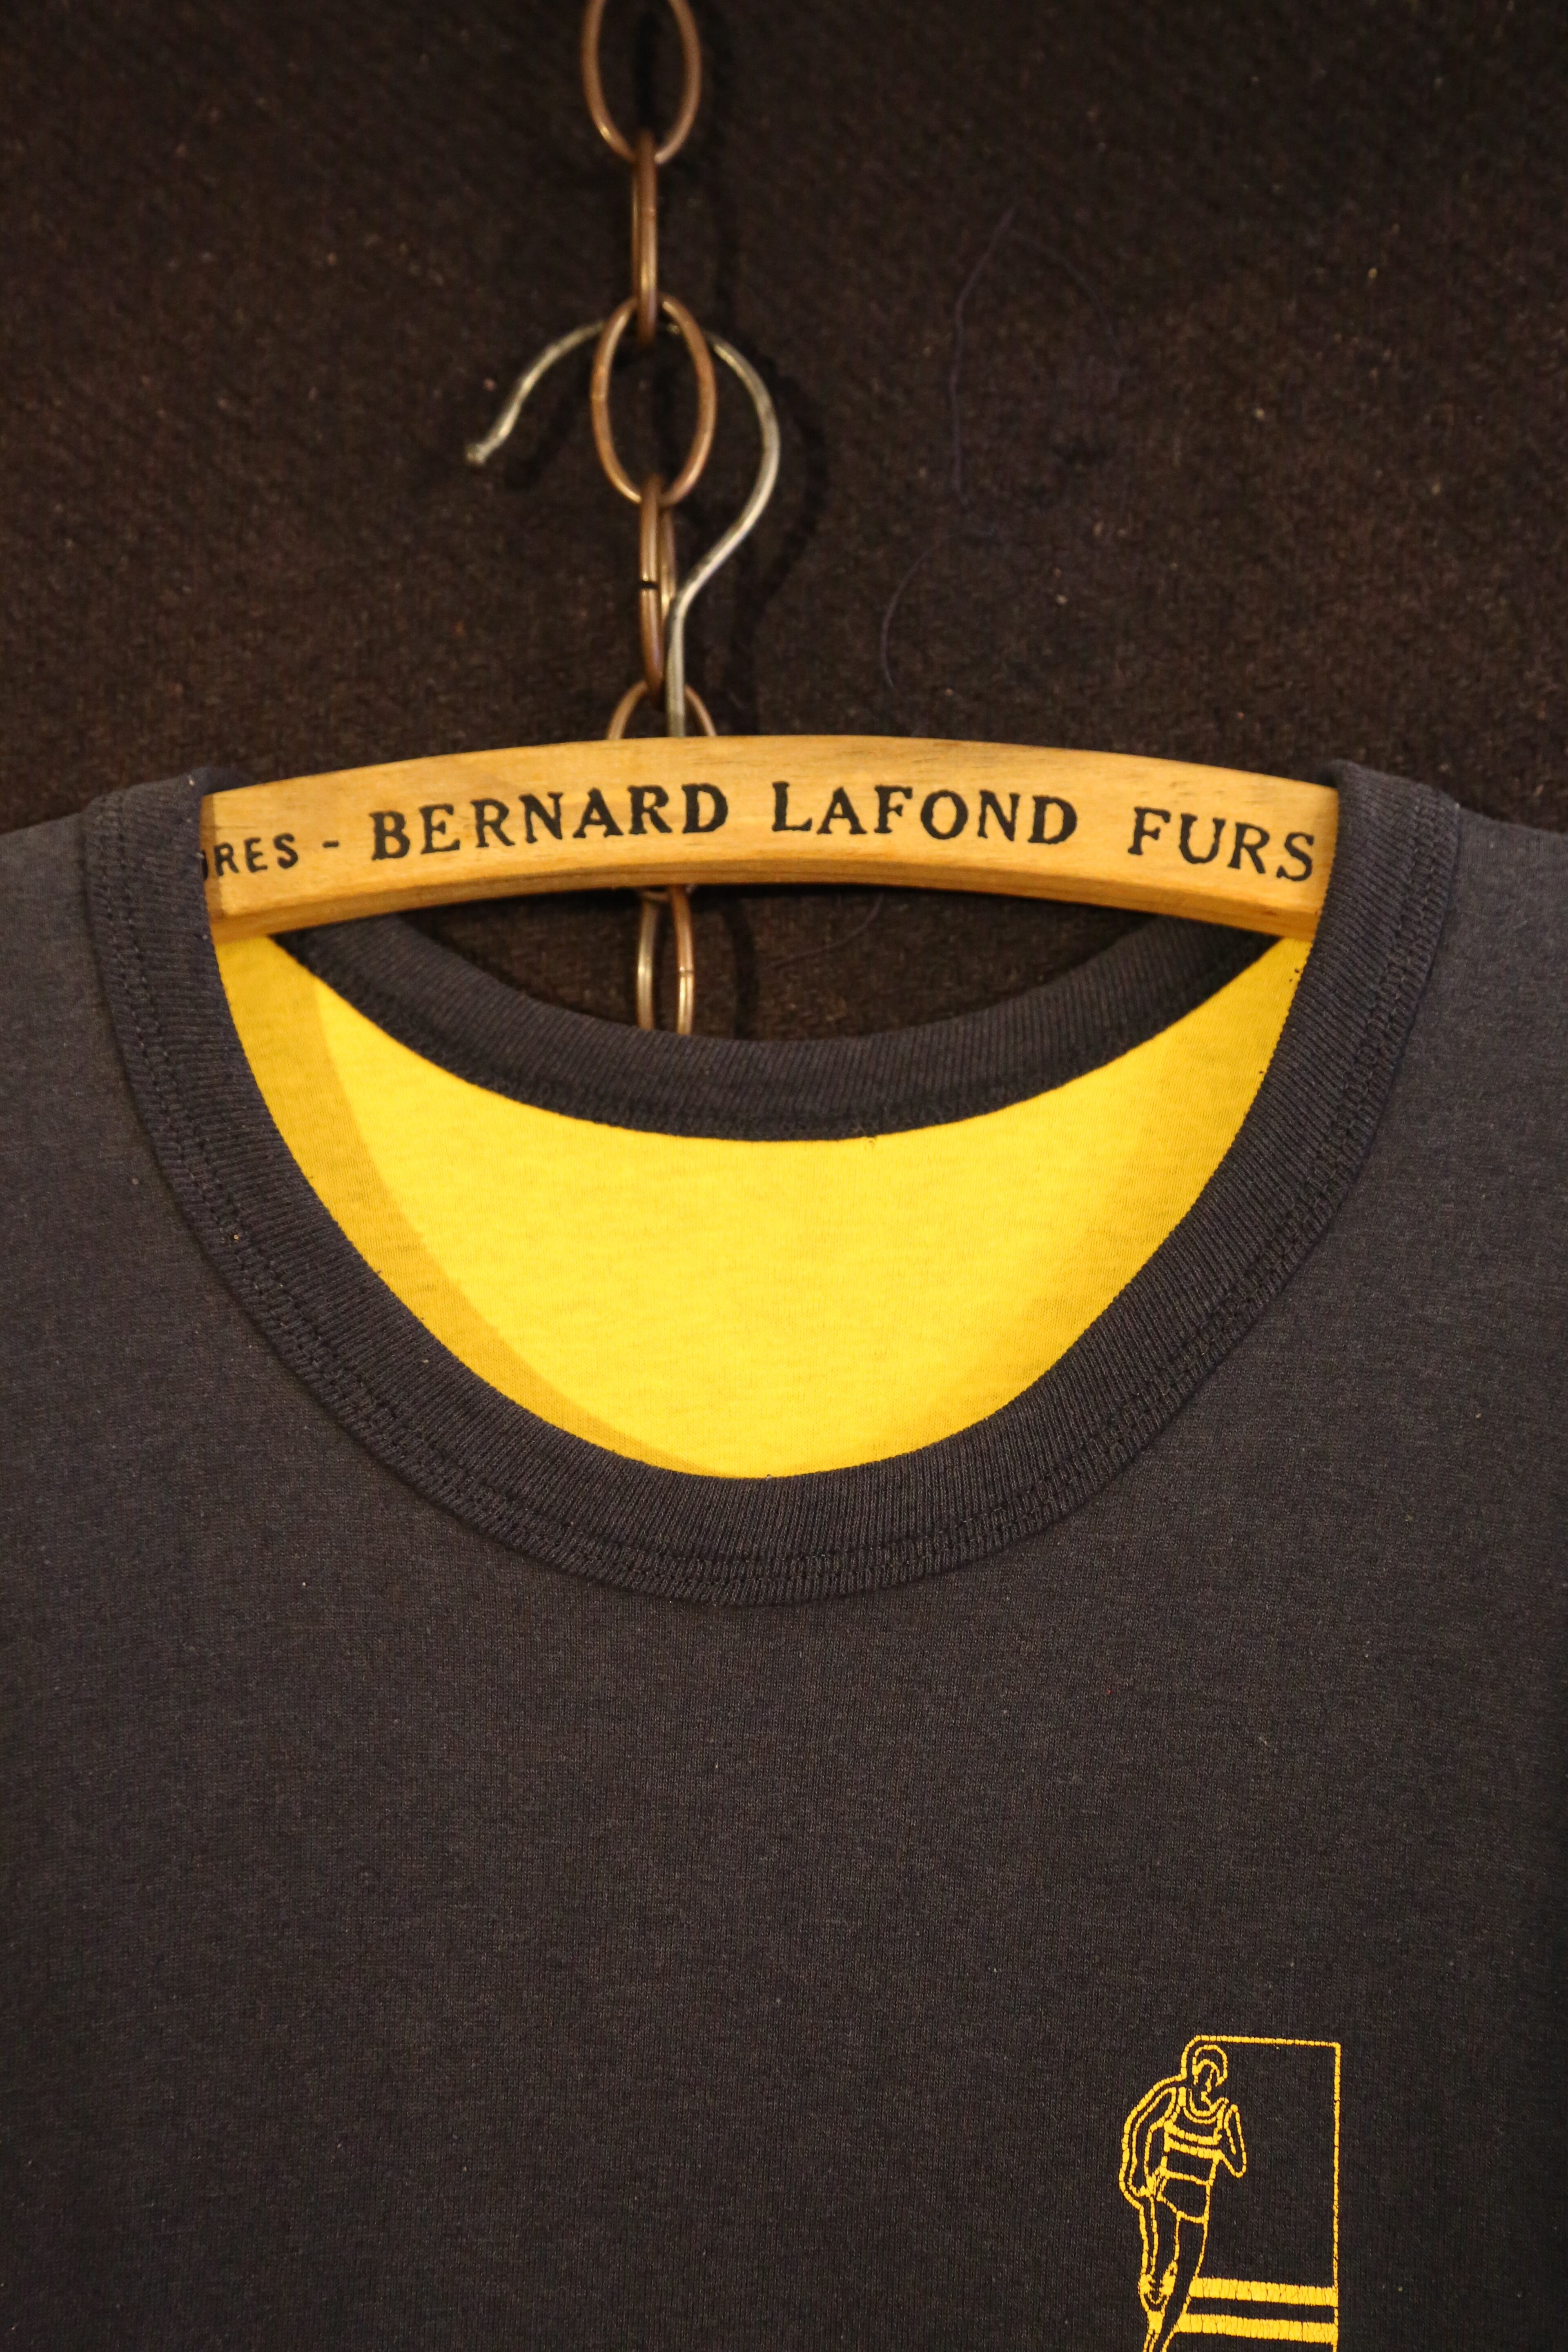 RES - BERNARD LAFOND FURS